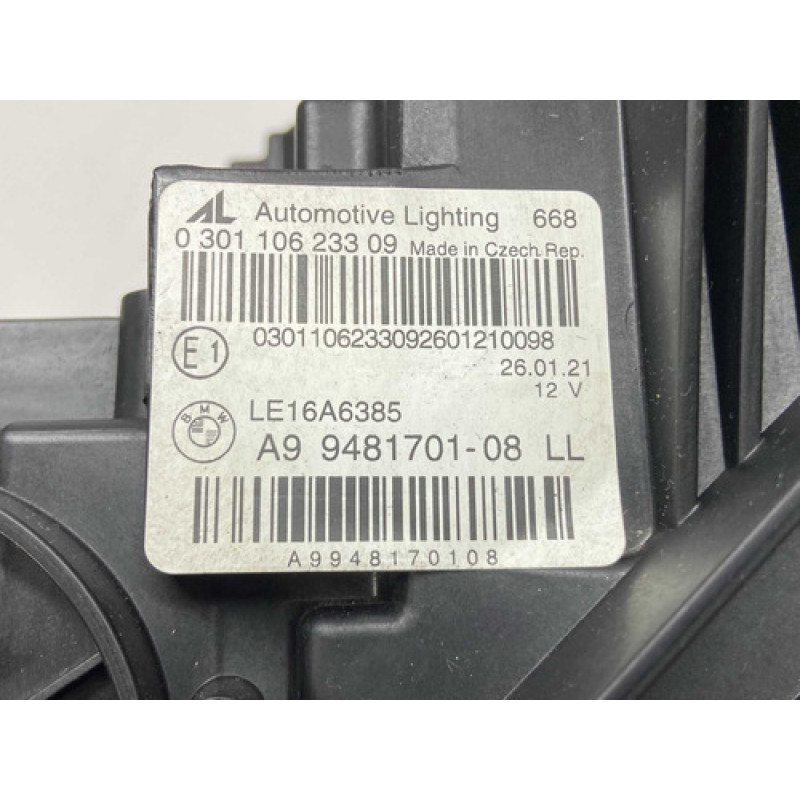 AL Automotive Lighting 668
0 301 106 233 09 Made in Czech. Rep.
0301106233092601210098
E1
26.01.21
12 V
BMW
LE16A6385
A9 9481701-08 LL
A9948170108